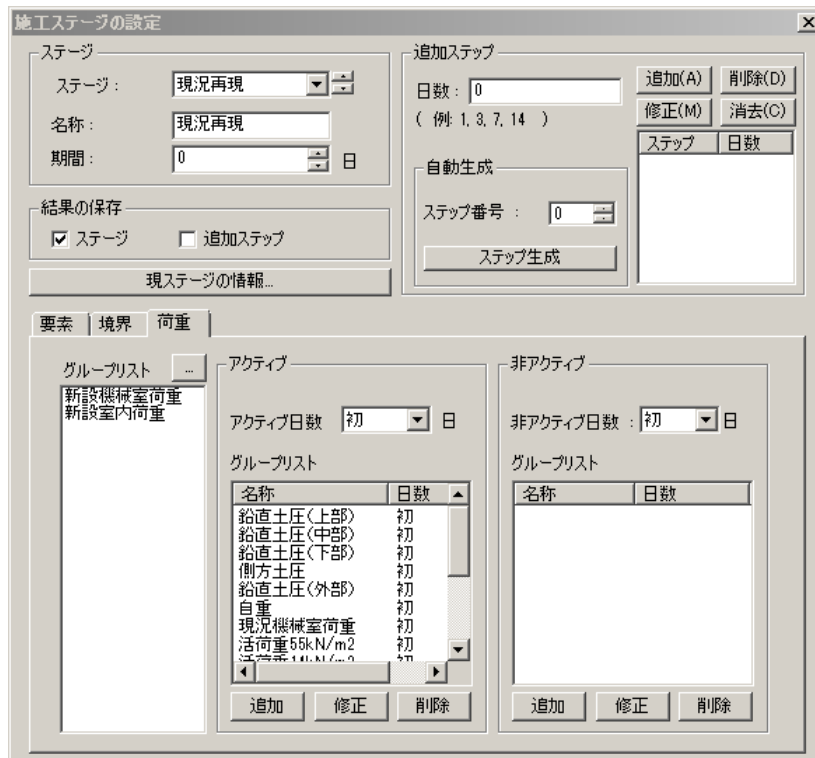 施工ステージの設定
ステージ
ステージ : 現況再現
名称 : 現況再現
期間 : 0 日
結果の保存
ステージ 追加ステップ
現ステージの情報...
追加ステップ
日数 : 0
( 例: 1, 3, 7, 14 )
追加(A) 削除(D)
修正(M) 消去(C)
ステップ 日数
自動生成
ステップ番号 : 0
ステップ生成
要素 境界 荷重
グループリスト ...
新設機械室荷重
新設室内荷重
アクティブ
アクティブ日数 初 日
グループリスト
名称 日数
鉛直土圧(上部) 初
鉛直土圧(中部) 初
鉛直土圧(下部) 初
側方土圧 初
鉛直土圧(外部) 初
自重 初
現況機械室荷重 初
活荷重55kN/m2 初
活荷重14kN/m2 初
追加 修正 削除
非アクティブ
非アクティブ日数 : 初 日
グループリスト
名称 日数
追加 修正 削除